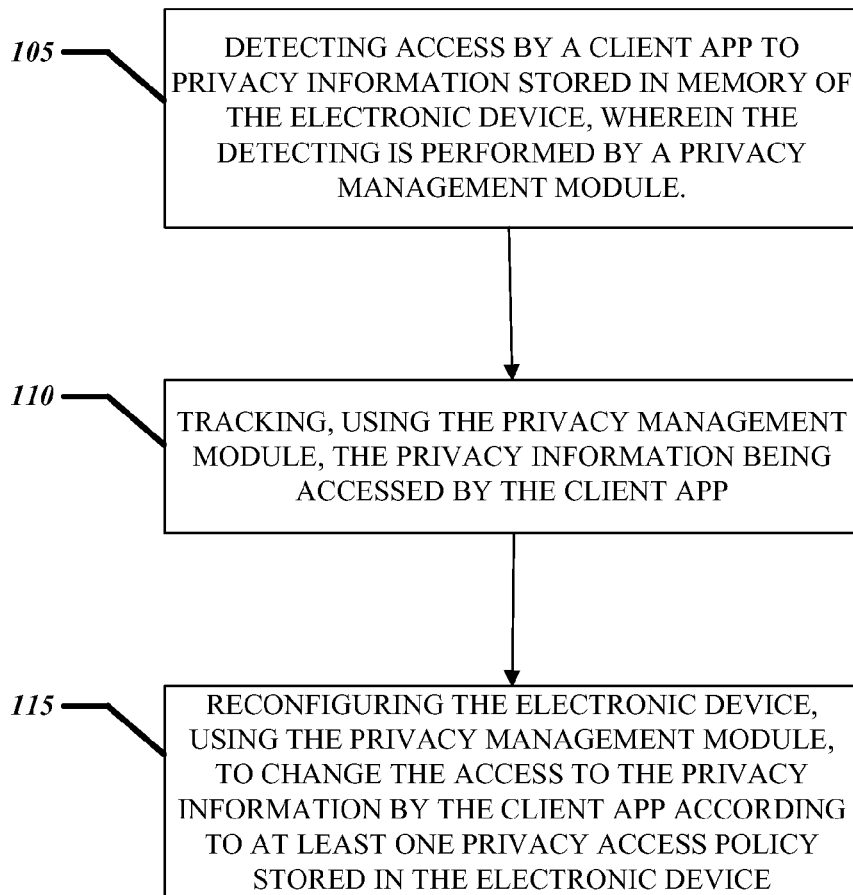 105
DETECTING ACCESS BY A CLIENT APP TO
PRIVACY INFORMATION STORED IN MEMORY OF
THE ELECTRONIC DEVICE, WHEREIN THE
DETECTING IS PERFORMED BY A PRIVACY
MANAGEMENT MODULE.
110
TRACKING, USING THE PRIVACY MANAGEMENT
MODULE, THE PRIVACY INFORMATION BEING
ACCESSED BY THE CLIENT APP
115
RECONFIGURING THE ELECTRONIC DEVICE,
USING THE PRIVACY MANAGEMENT MODULE,
TO CHANGE THE ACCESS TO THE PRIVACY
INFORMATION BY THE CLIENT APP ACCORDING
TO AT LEAST ONE PRIVACY ACCESS POLICY
STORED IN THE ELECTRONIC DEVICE